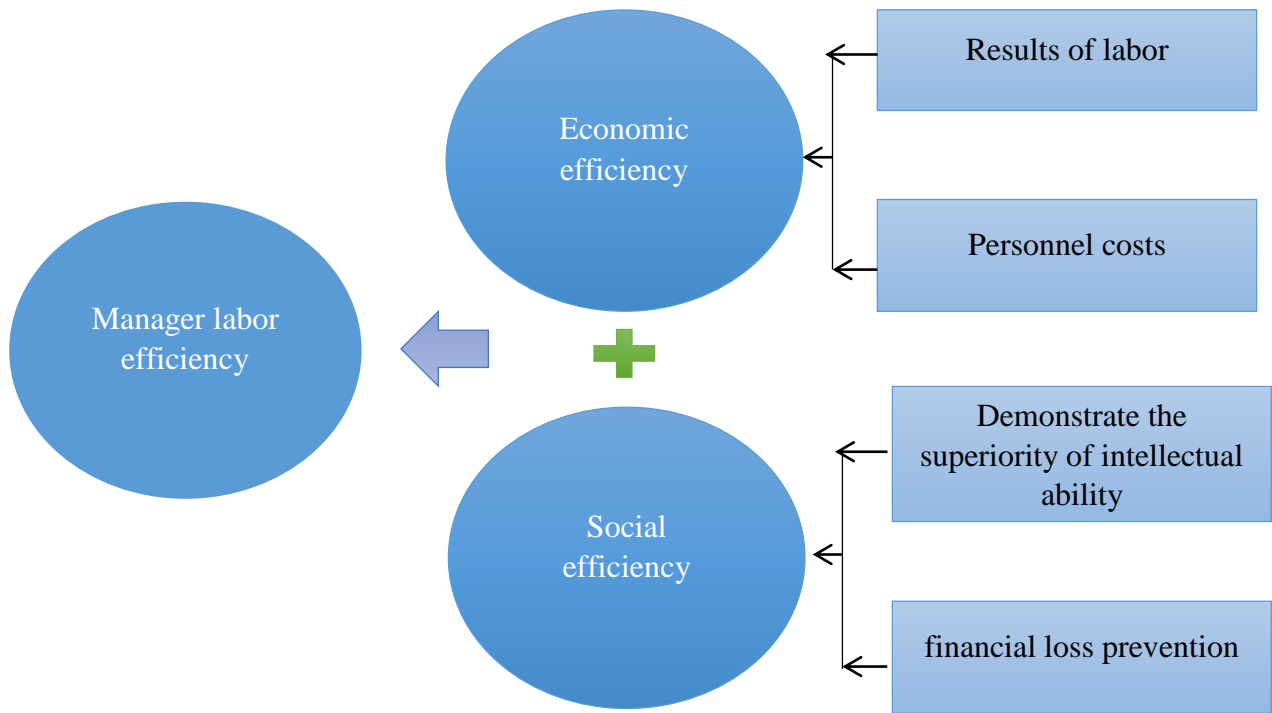 Manager labor
efficiency
Economic
efficiency
Results of labor
Personnel costs
Social
efficiency
Demonstrate the
superiority of intellectual
ability
financial loss prevention